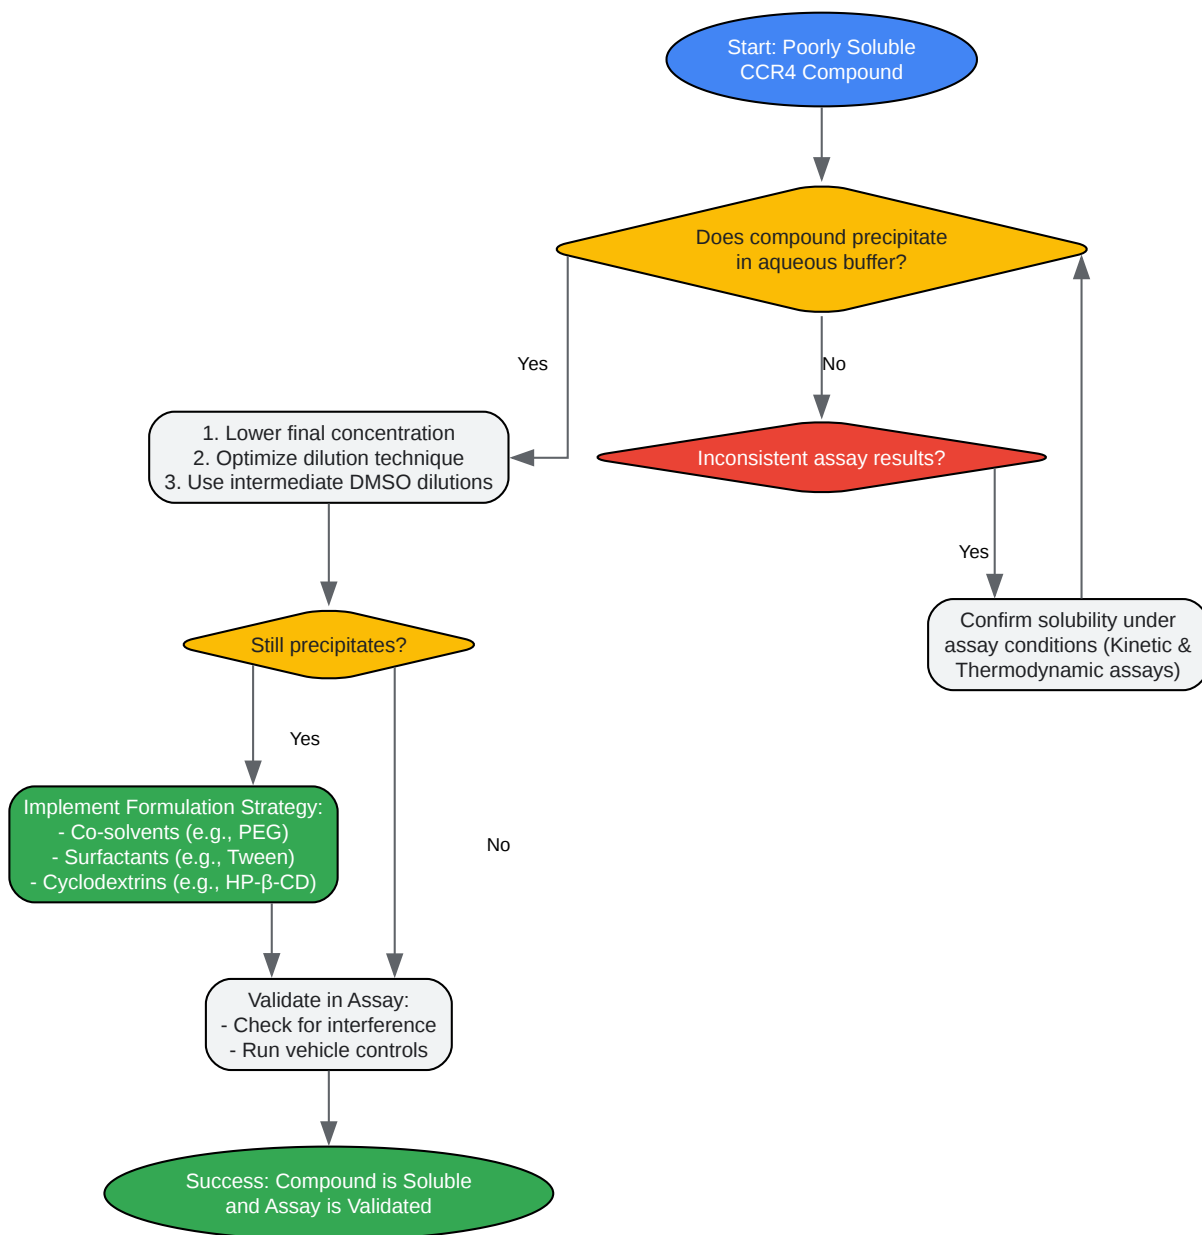 Start: Poorly Soluble
CCR4 Compound
Does compound precipitate
in aqueous buffer?
Yes
No
1. Lower final concentration
2. Optimize dilution technique
3. Use intermediate DMSO dilutions
Inconsistent assay results?
Yes
Confirm solubility under
assay conditions (Kinetic &
Thermodynamic assays)
Still precipitates?
Yes
No
Implement Formulation Strategy:
- Co-solvents (e.g., PEG)
- Surfactants (e.g., Tween)
- Cyclodextrins (e.g., HP-β-CD)
Validate in Assay:
- Check for interference
- Run vehicle controls
Success: Compound is Soluble
and Assay is Validated